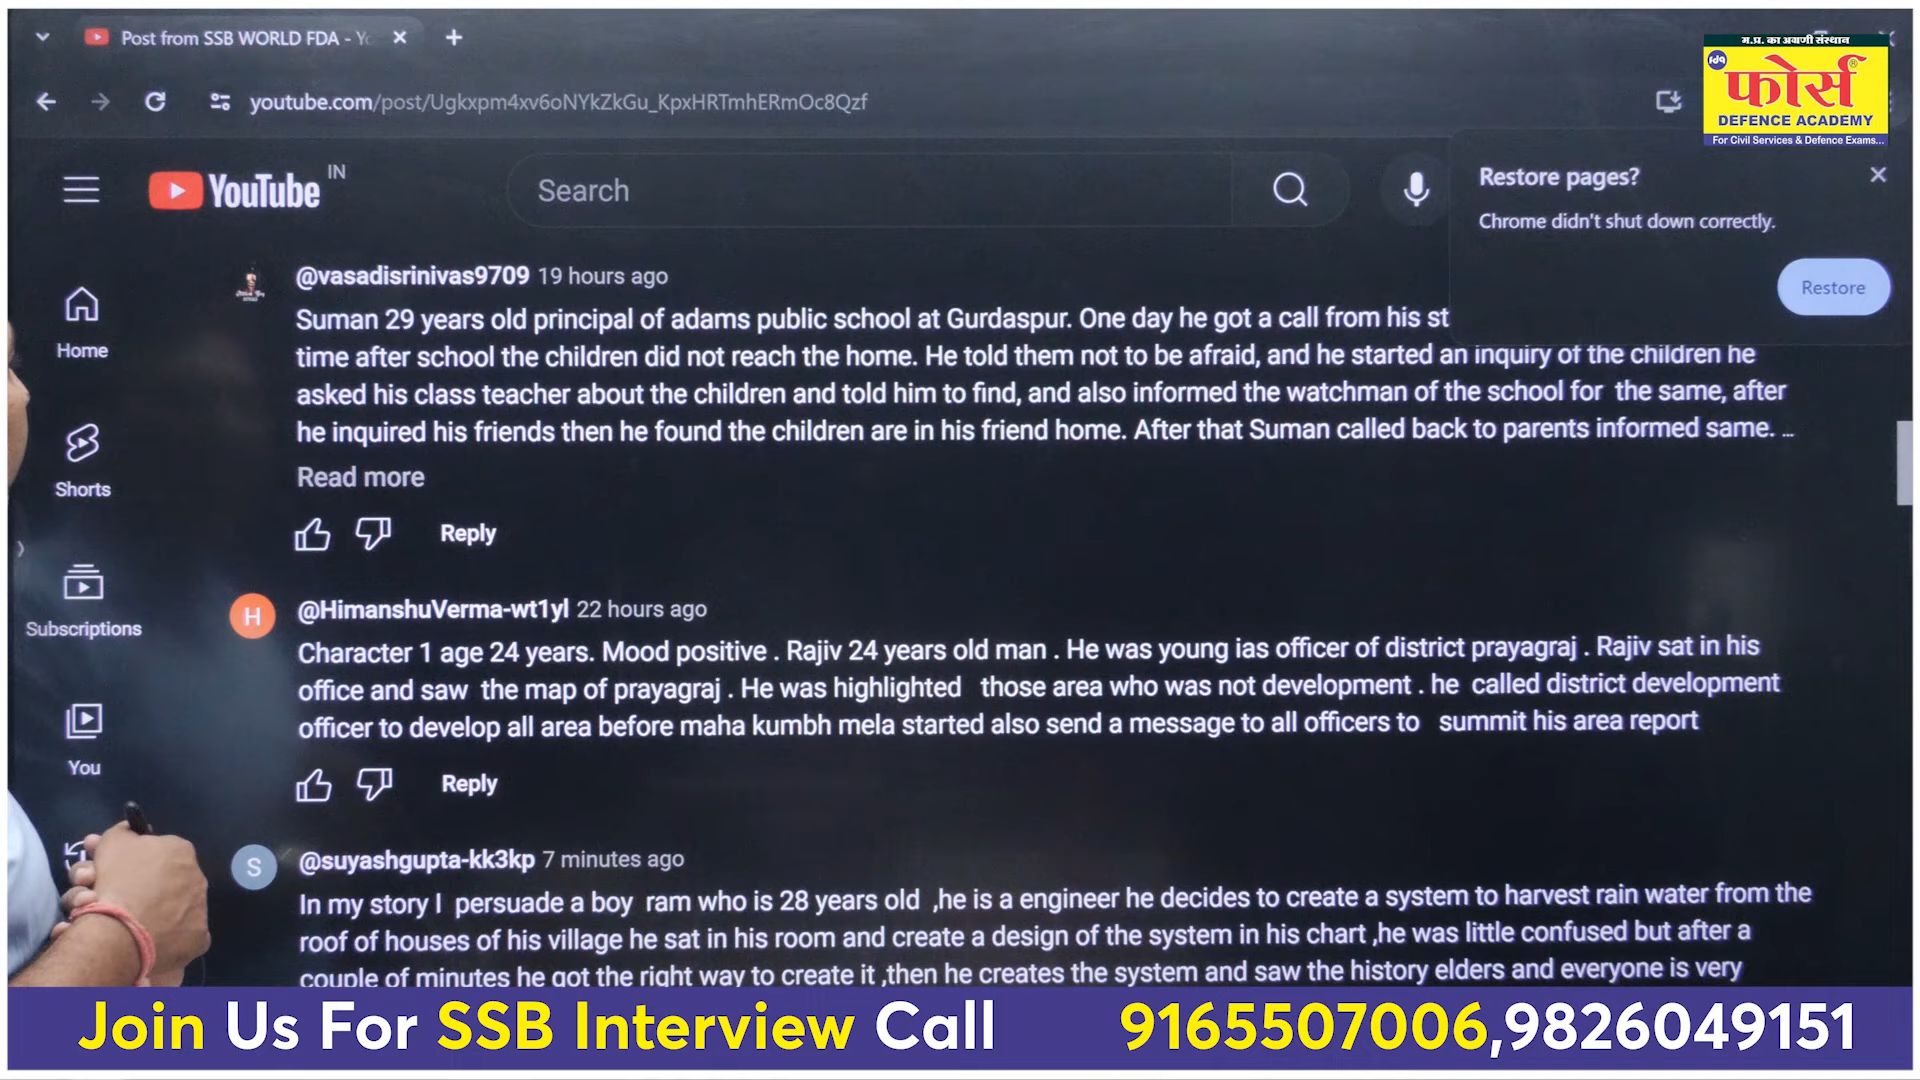 Post from SSB WORLD FDA - Yo
youtube.com/post/Ugkxpm4xv6oNYkZkGu_KpxHRTmhERmOc8Qzf
म.प्र. का अग्रणी संस्थान
fda
फोर्स
DEFENCE ACADEMY
For Civil Services & Defence Exams...
YouTube IN
Search
Restore pages?
Chrome didn't shut down correctly.
Restore
Home
Shorts
Subscriptions
You
@vasadisrinivas9709 19 hours ago
Suman 29 years old principal of adams public school at Gurdaspur. One day he got a call from his st
time after school the children did not reach the home. He told them not to be afraid, and he started an inquiry of the children he
asked his class teacher about the children and told him to find, and also informed the watchman of the school for the same, after
he inquired his friends then he found the children are in his friend home. After that Suman called back to parents informed same. ...
Read more
Reply
H
@HimanshuVerma-wt1yl 22 hours ago
Character 1 age 24 years. Mood positive . Rajiv 24 years old man . He was young ias officer of district prayagraj . Rajiv sat in his
office and saw the map of prayagraj . He was highlighted those area who was not development . he called district development
officer to develop all area before maha kumbh mela started also send a message to all officers to summit his area report
Reply
S
@suyashgupta-kk3kp 7 minutes ago
In my story I persuade a boy ram who is 28 years old ,he is a engineer he decides to create a system to harvest rain water from the
roof of houses of his village he sat in his room and create a design of the system in his chart ,he was little confused but after a
couple of minutes he got the right way to create it ,then he creates the system and saw the history elders and everyone is very
Join Us For SSB Interview Call 9165507006,9826049151